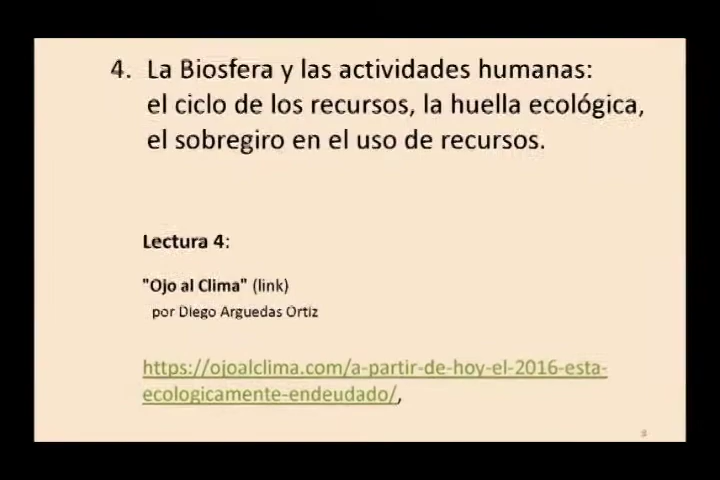 4. La Biosfera y las actividades humanas:
el ciclo de los recursos, la huella ecológica,
el sobregiro en el uso de recursos.
Lectura 4:
"Ojo al Clima" (link)
por Diego Arguedas Ortiz
https://ojoalclima.com/a-partir-de-hoy-el-2016-esta-
ecologicamente-endeudado/,